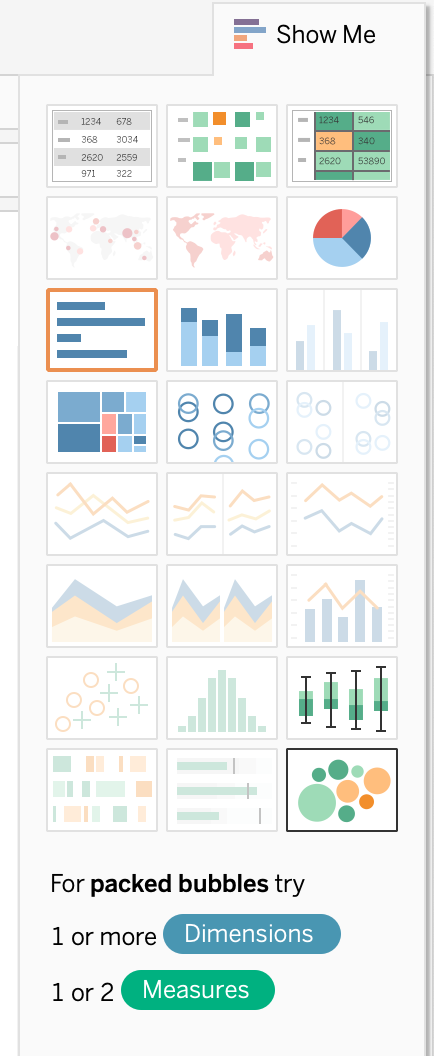 Show Me
1234 678
368 3034
2620 2559
971 322
1234 546
368 340
2620 53890
For packed bubbles try
1 or more Dimensions
1 or 2 Measures